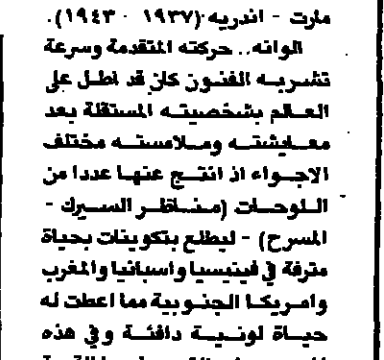 مارت - اندريه (١٩٣٧ - ١٩٤٣).
الوانه.. حركته المتقدمة وسرعة
تشربه الفنون كان قد اطل على
العالم بشخصيته المستقلة بعد
معايشته وملامسته مختلف
الاجواء اذ انتج عنها عددا من
اللوحات (مناظر السيرك -
المسرح) - ليطلع بتكوينات بحياة
مترفة في فينيسيا واسبانيا والمغرب
وامريكا الجنوبية مما اعطت له
حياة لونية دافئة وفي هذه